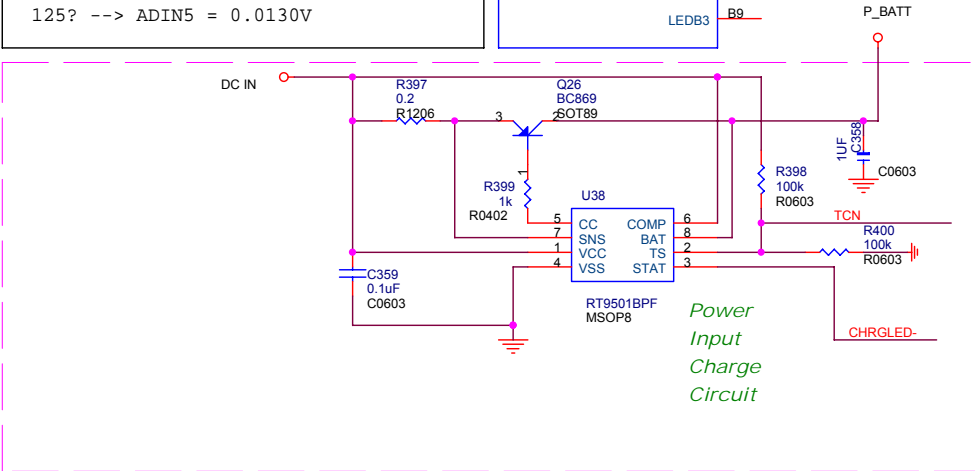 125? --> ADIN5 = 0.0130V
LEDB3
B9
P_BATT
DC IN
R397
0.2
R1206
Q26
BC869
SOT89
3
2
1
1UF
C358
C0603
R398
100k
R0603
R399
1k
R0402
U38
TCN
R400
100k
R0603
5 CC COMP 6
7 SNS BAT 8
1 VCC TS 2
4 VSS STAT 3
C359
0.1uF
C0603
RT9501BPF
MSOP8
Power
Input
Charge
Circuit
CHRGLED-